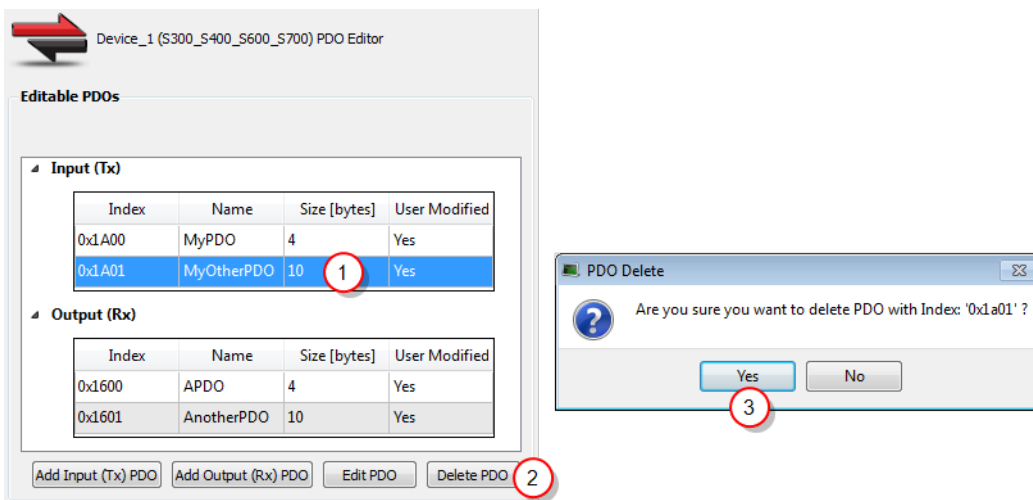 Device_1 (S300_S400_S600_S700) PDO Editor
Editable PDOs
Input (Tx)
Index Name Size [bytes] User Modified
0x1A00 MyPDO 4 Yes
0x1A01 MyOtherPDO 10 1 Yes
Output (Rx)
Index Name Size [bytes] User Modified
0x1600 APDO 4 Yes
0x1601 AnotherPDO 10 Yes
Add Input (Tx) PDO Add Output (Rx) PDO Edit PDO Delete PDO 2
PDO Delete
Are you sure you want to delete PDO with Index: '0x1a01' ?
Yes No
3